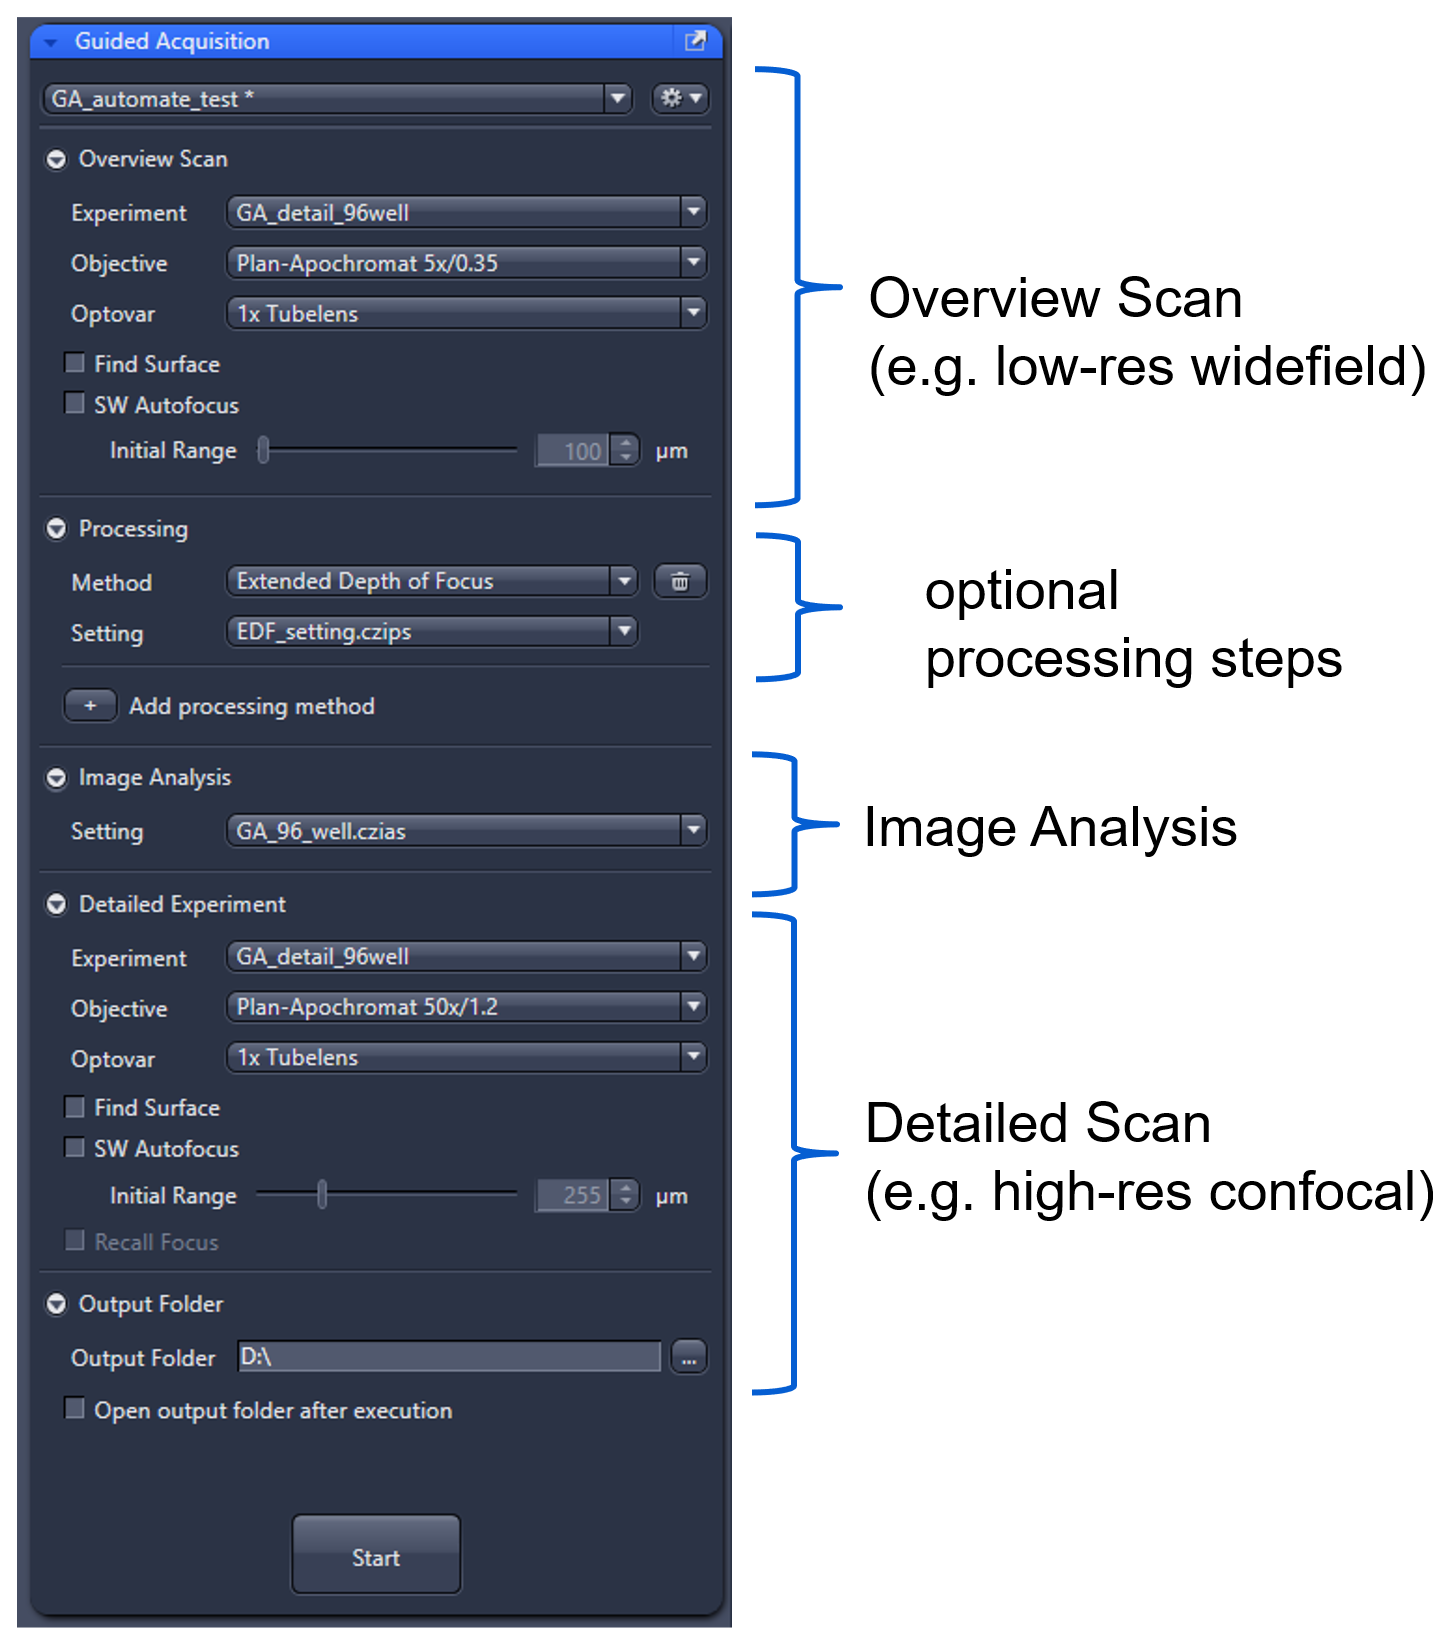 Guided Acquisition
GA_automate_test *
Overview Scan
Experiment GA_detail_96well
Objective Plan-Apochromat 5x/0.35
Optovar 1x Tubelens
Find Surface
SW Autofocus
Initial Range 100 µm
Processing
Method Extended Depth of Focus
Setting EDF_setting.czips
+ Add processing method
Image Analysis
Setting GA_96_well.czias
Detailed Experiment
Experiment GA_detail_96well
Objective Plan-Apochromat 50x/1.2
Optovar 1x Tubelens
Find Surface
SW Autofocus
Initial Range 255 µm
Recall Focus
Output Folder
Output Folder D:\ ...
Open output folder after execution
Start
Overview Scan
(e.g. low-res widefield)
optional
processing steps
Image Analysis
Detailed Scan
(e.g. high-res confocal)